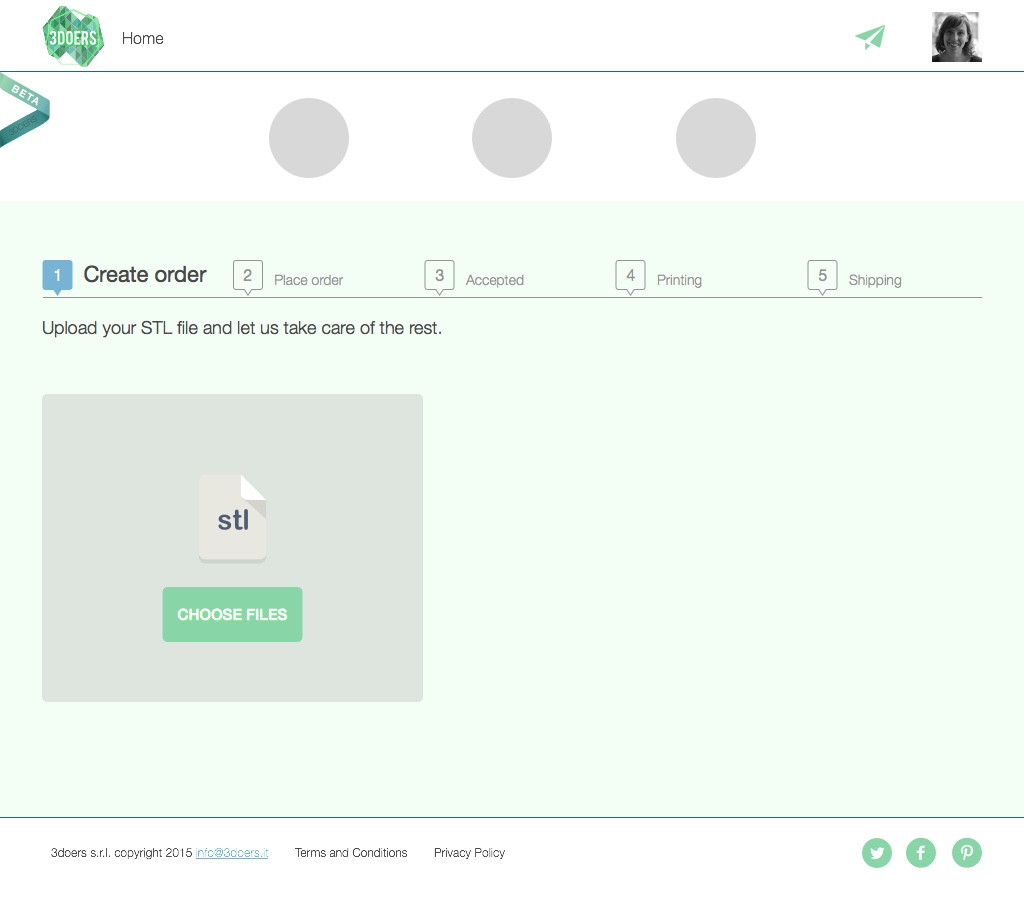 3DOERS
Home
BETA
3DOERS
1 Create order
2 Place order
3 Accepted
4 Printing
5 Shipping
Upload your STL file and let us take care of the rest.
stl
CHOOSE FILES
3doers s.r.l. copyright 2015 info@3doers.it
Terms and Conditions
Privacy Policy